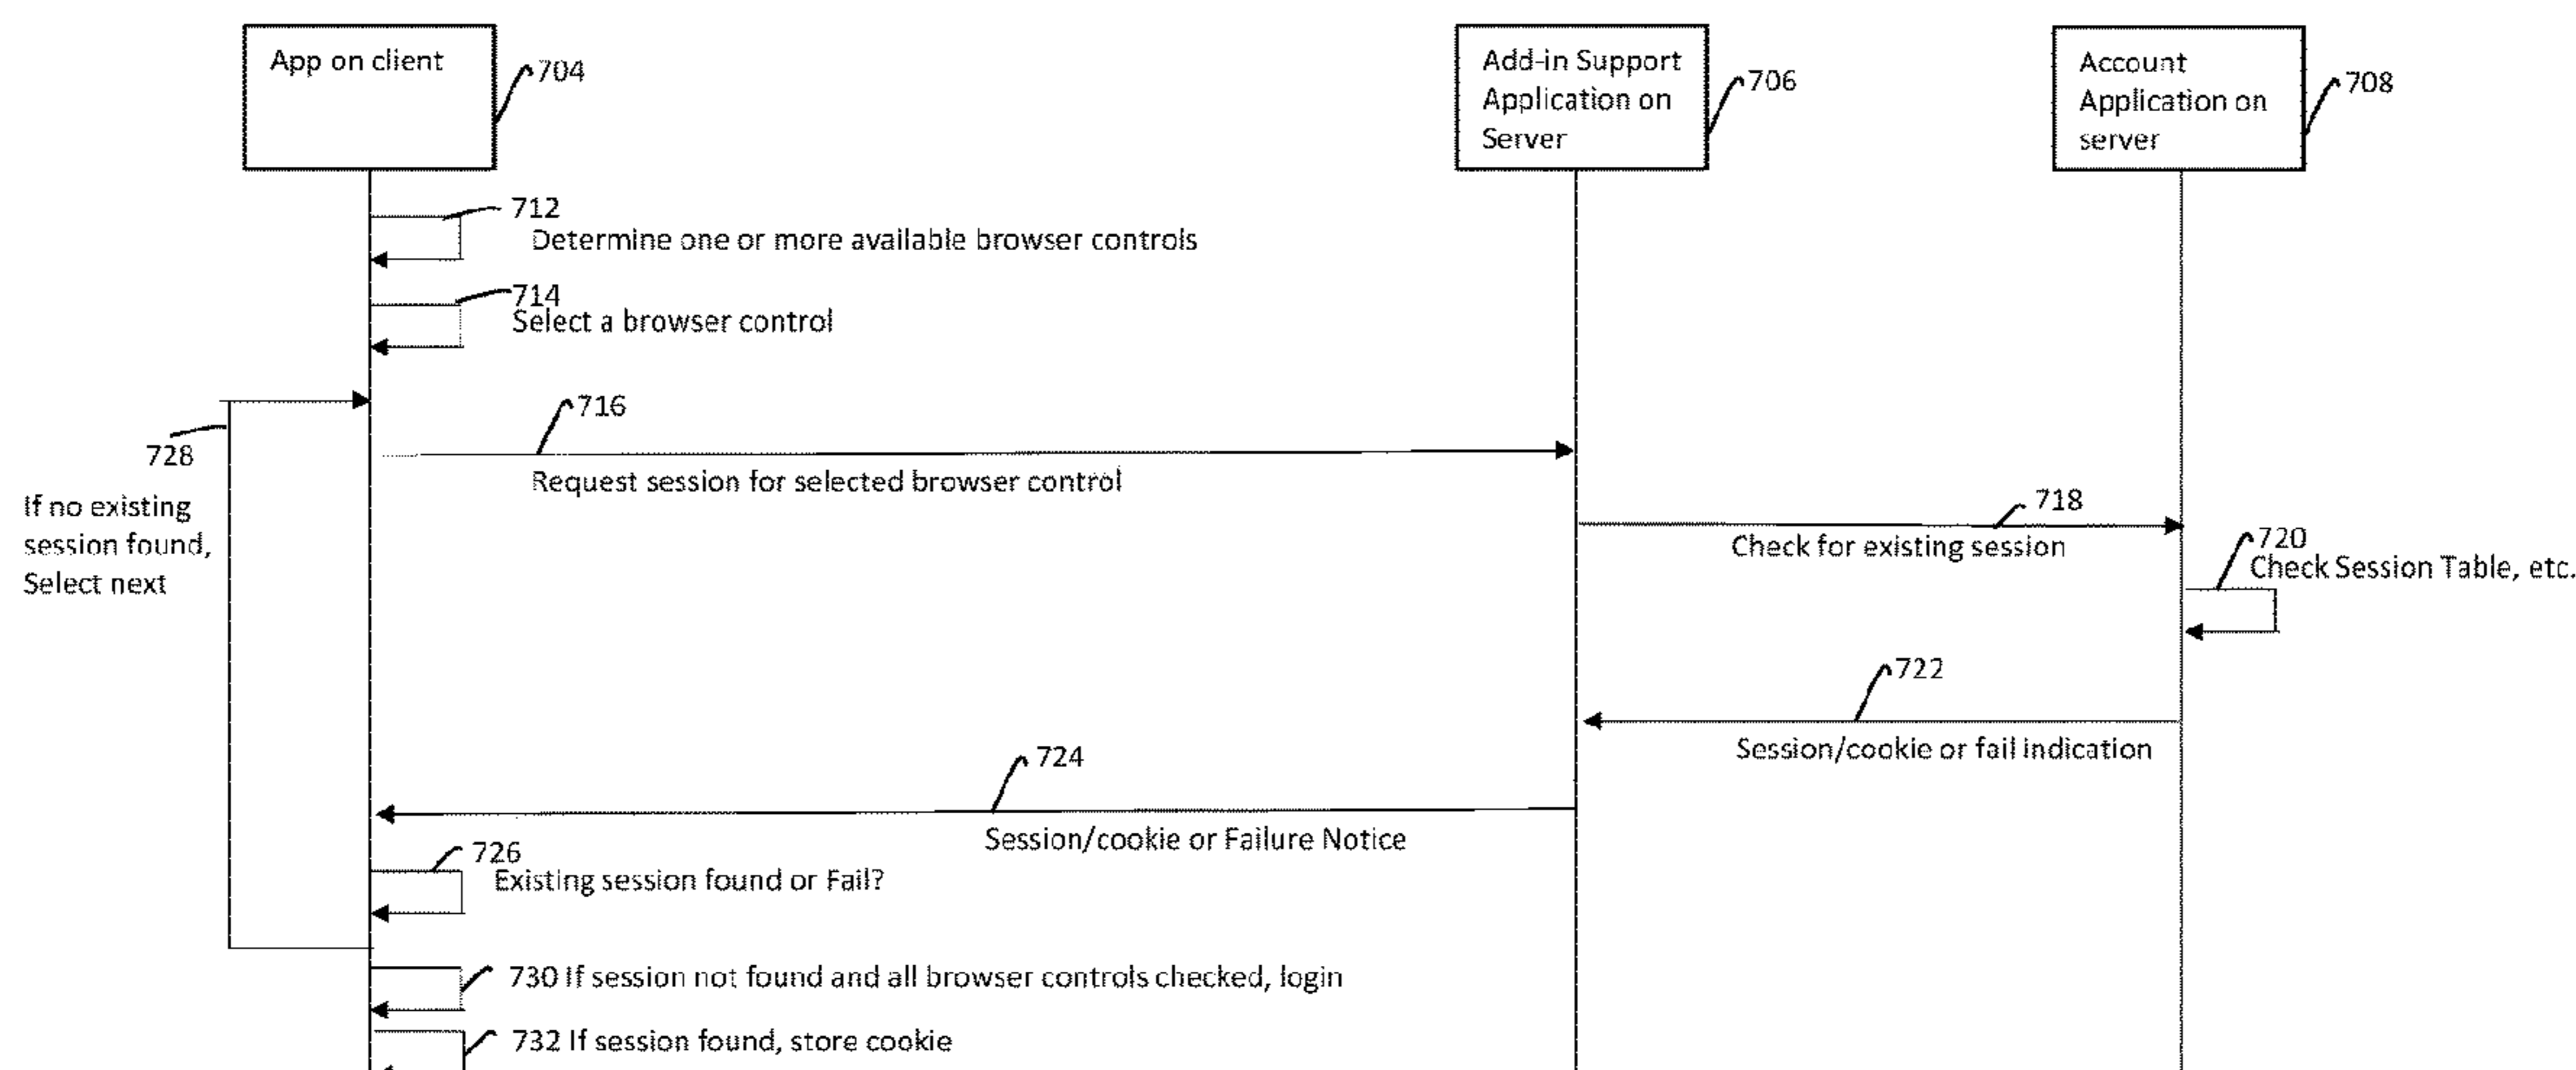 App on client
704
Add-in Support
Application on
Server
706
Account
Application on
server
708
712
Determine one or more available browser controls
714
Select a browser control
716
Request session for selected browser control
728
If no existing
session found,
Select next
718
Check for existing session
720
Check Session Table, etc.
722
Session/cookie or fail indication
724
Session/cookie or Failure Notice
726
Existing session found or Fail?
730 If session not found and all browser controls checked, login
732 If session found, store cookie